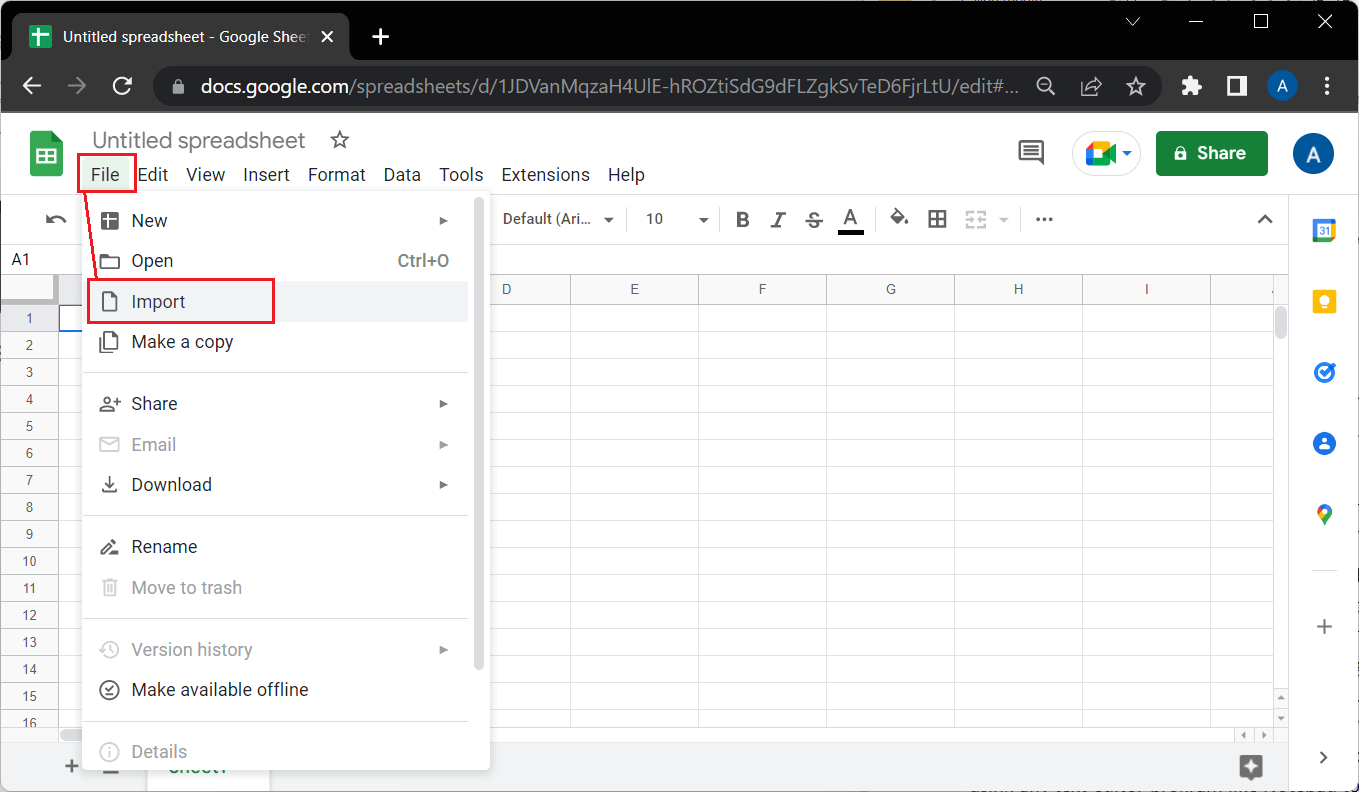 Untitled spreadsheet - Google Shee
docs.google.com/spreadsheets/d/1JDVanMqzaH4UlE-hROZtiSdG9dFLZgkSvTeD6FjrLtU/edit#...
A
Untitled spreadsheet
File Edit View Insert Format Data Tools Extensions Help
Share
A
New
Default (Ari... 10 B I S A
31
A1
Open Ctrl+O
D E F G H I
Import
1
2
Make a copy
3
4
Share
5
Email
6
7
Download
8
9
Rename
10
11
Move to trash
12
13
Version history
14
15
Make available offline
16
Details
Sheet1